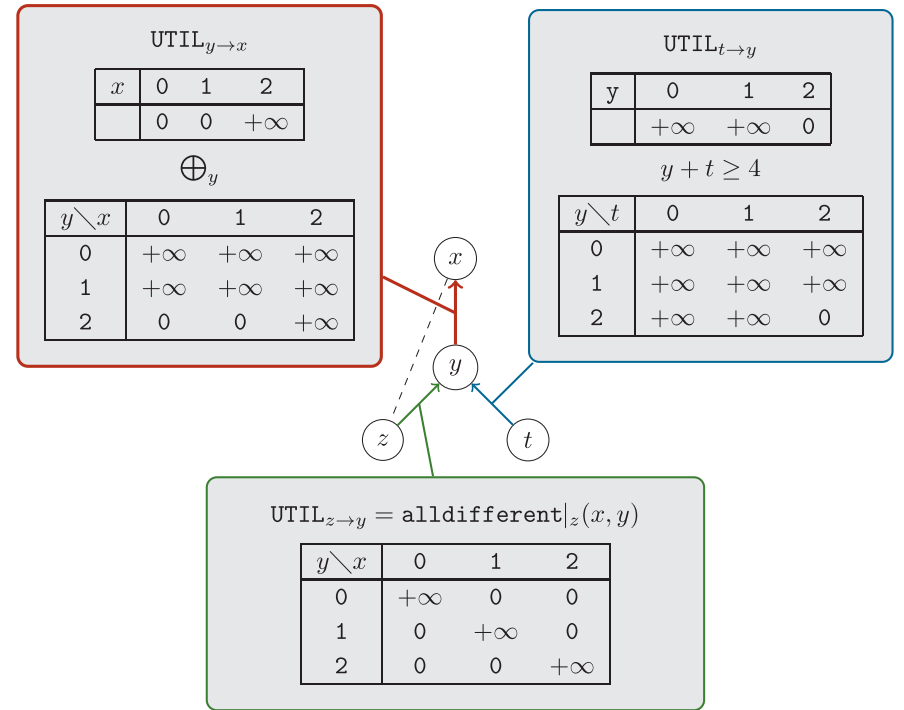 UTIL_{y→x}
x 0 1 2
0 0 +∞
⊕_y
y\x 0 1 2
0 +∞ +∞ +∞
1 +∞ +∞ +∞
2 0 0 +∞
UTIL_{t→y}
y 0 1 2
+∞ +∞ 0
y + t ≥ 4
y\t 0 1 2
0 +∞ +∞ +∞
1 +∞ +∞ +∞
2 +∞ +∞ 0
x
y
z
t
UTIL_{z→y} = alldifferent|_z(x, y)
y\x 0 1 2
0 +∞ 0 0
1 0 +∞ 0
2 0 0 +∞